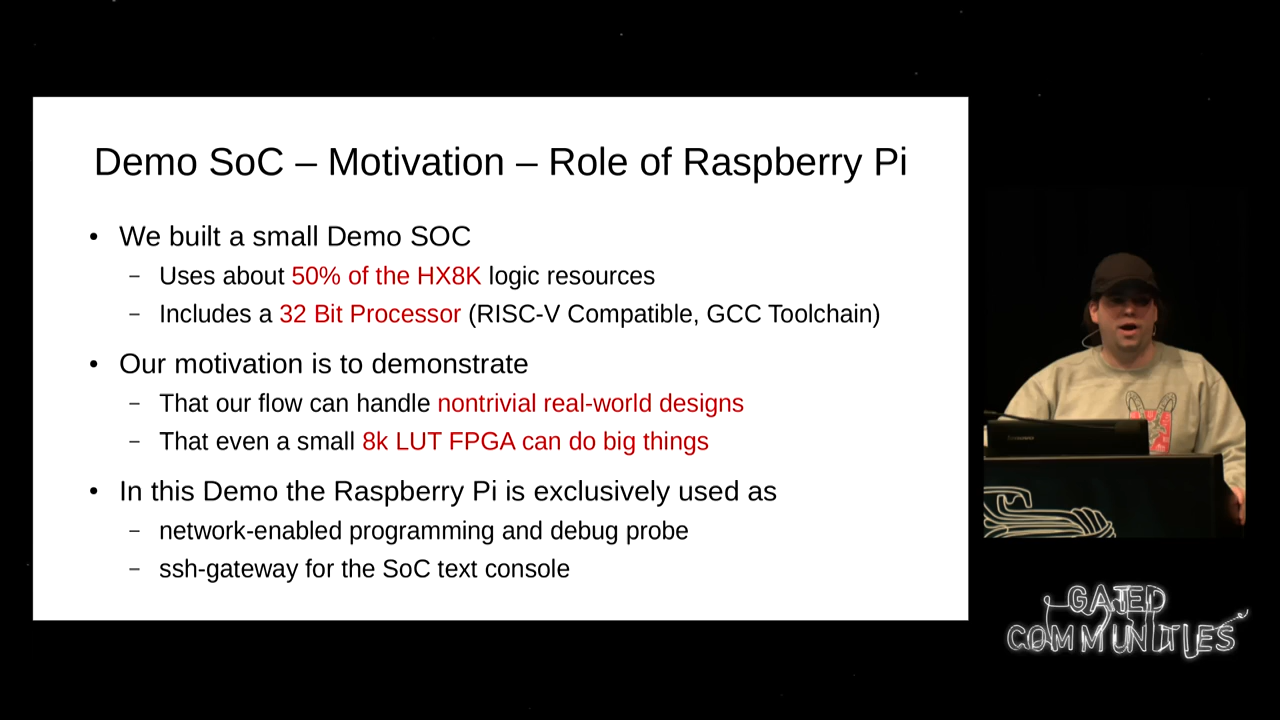 Demo SoC – Motivation – Role of Raspberry Pi
• We built a small Demo SOC
– Uses about 50% of the HX8K logic resources
– Includes a 32 Bit Processor (RISC-V Compatible, GCC Toolchain)
• Our motivation is to demonstrate
– That our flow can handle nontrivial real-world designs
– That even a small 8k LUT FPGA can do big things
• In this Demo the Raspberry Pi is exclusively used as
– network-enabled programming and debug probe
– ssh-gateway for the SoC text console
GATED
COMMUNITIES